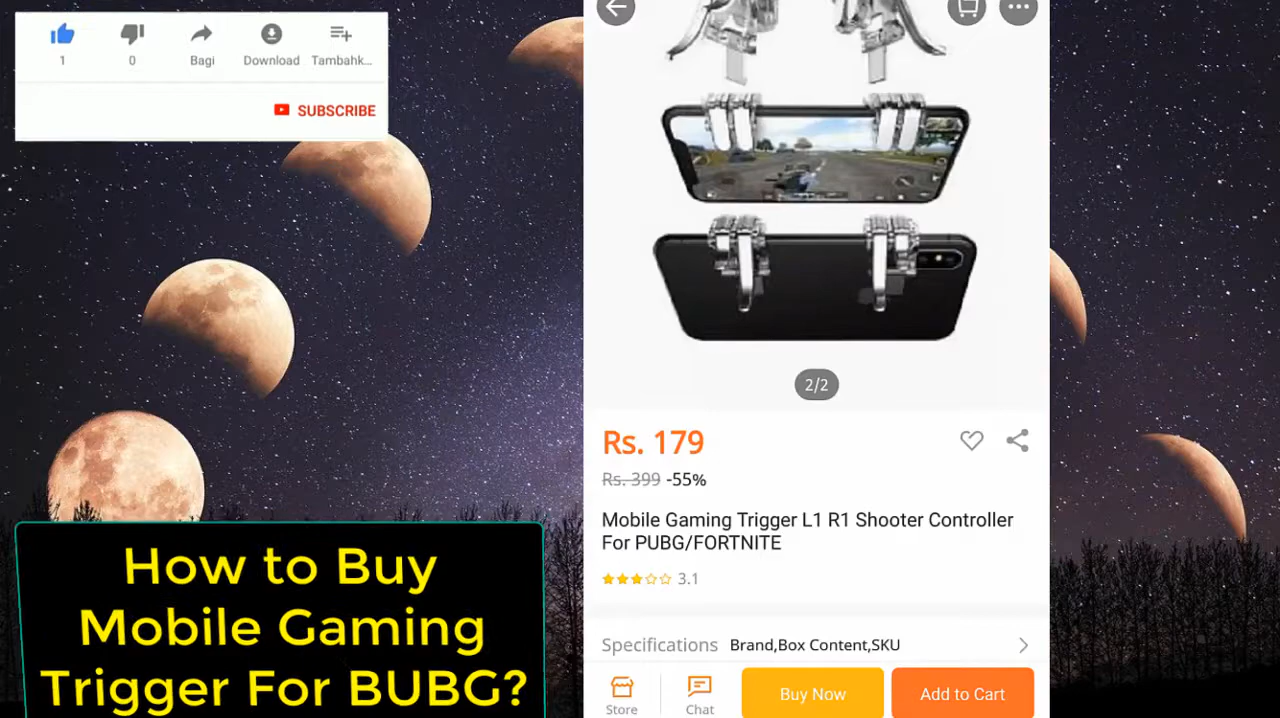 1
0
Bagi
Download
Tambahk...
SUBSCRIBE
2/2
Rs. 179
Rs. 399 -55%
Mobile Gaming Trigger L1 R1 Shooter Controller
For PUBG/FORTNITE
3.1
Specifications Brand,Box Content,SKU
Store
Chat
Buy Now
Add to Cart
How to Buy
Mobile Gaming
Trigger For BUBG?